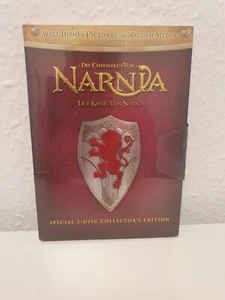 WALT DISNEY PICTURES WALDEN MEDIA
DIE CHRONIKEN VON
NARNIA
DER KÖNIG VON NARNIA
SPECIAL 2-DISC COLLECTOR'S EDITION